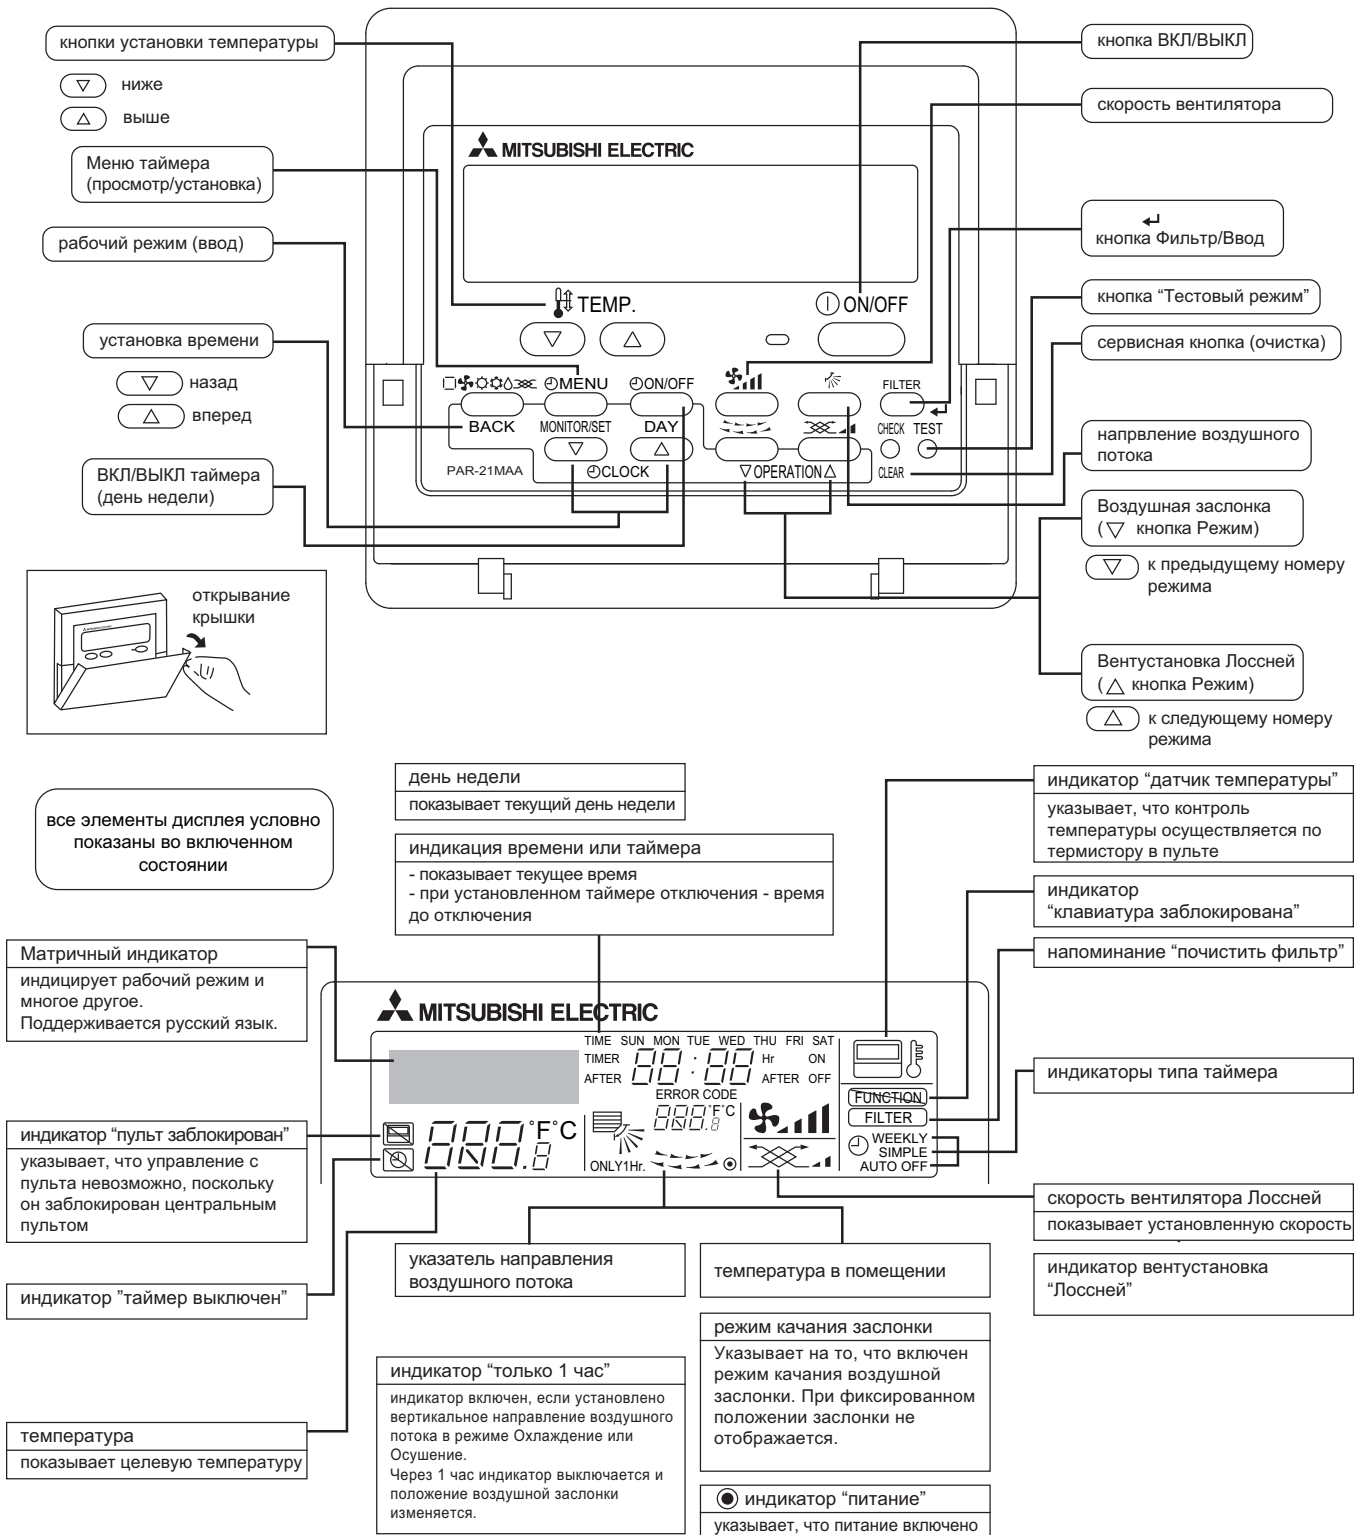 кнопки установки температуры
ниже
выше
Меню таймера
(просмотр/установка)
рабочий режим (ввод)
установка времени
назад
вперед
ВКЛ/ВЫКЛ таймера
(день недели)
открывание
крышки
MITSUBISHI ELECTRIC
TEMP.
ON/OFF
MENU
ON/OFF
FILTER
BACK
MONITOR/SET
DAY
CHECK TEST
PAR-21MAA
CLOCK
OPERATION
CLEAR
кнопка ВКЛ/ВЫКЛ
скорость вентилятора
кнопка Фильтр/Ввод
кнопка “Тестовый режим”
сервисная кнопка (очистка)
напрвление воздушного
потока
Воздушная заслонка
(▽ кнопка Режим)
к предыдущему номеру
режима
Вентустановка Лоссней
(△ кнопка Режим)
к следующему номеру
режима
все элементы дисплея условно
показаны во включенном
состоянии
день недели
показывает текущий день недели
индикация времени или таймера
- показывает текущее время
- при установленном таймере отключения - время
до отключения
индикатор “датчик температуры”
указывает, что контроль
температуры осуществляется по
термистору в пульте
индикатор
“клавиатура заблокирована”
напоминание “почистить фильтр”
индикаторы типа таймера
скорость вентилятора Лоссней
показывает установленную скорость
индикатор вентустановка
“Лоссней”
Матричный индикатор
индицирует рабочий режим и
многое другое.
Поддерживается русский язык.
индикатор “пульт заблокирован”
указывает, что управление с
пульта невозможно, поскольку
он заблокирован центральным
пультом
индикатор ”таймер выключен”
температура
показывает целевую температуру
MITSUBISHI ELECTRIC
TIME SUN MON TUE WED THU FRI SAT
TIMER 88:88 Hr ON
AFTER AFTER OFF
ERROR CODE
888.8 °F°C
888.8 °F°C
ONLY1Hr.
FUNCTION
FILTER
WEEKLY
SIMPLE
AUTO OFF
указатель направления
воздушного потока
температура в помещении
индикатор “только 1 час”
индикатор включен, если установлено
вертикальное направление воздушного
потока в режиме Охлаждение или
Осушение.
Через 1 час индикатор выключается и
положение воздушной заслонки
изменяется.
режим качания заслонки
Указывает на то, что включен
режим качания воздушной
заслонки. При фиксированном
положении заслонки не
отображается.
индикатор “питание”
указывает, что питание включено